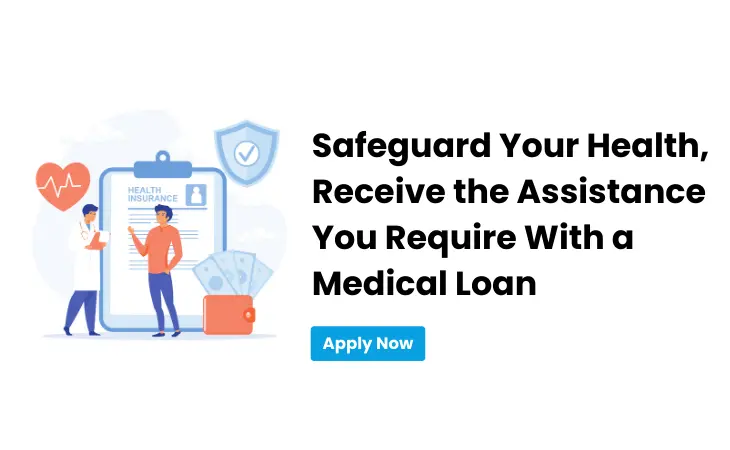 HEALTH
INSURANCE
Safeguard Your Health,
Receive the Assistance
You Require With a
Medical Loan
Apply Now